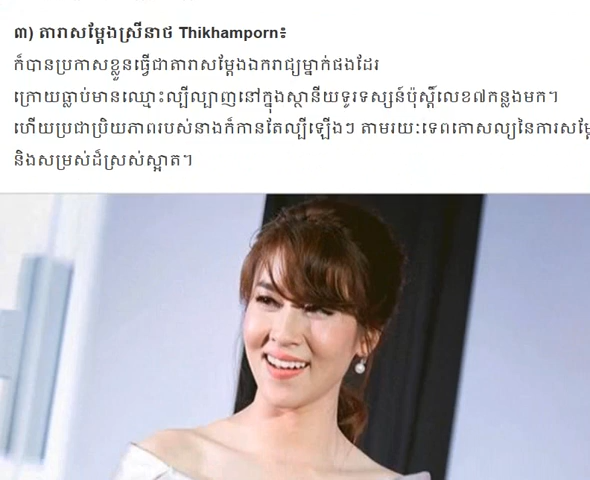 ៣) តារាសម្តែងស្រីនាថ Thikhamporn៖
ក៏បានប្រកាសខ្លួនធ្វើជាតារាសម្តែងឯករាជ្យម្នាក់ផងដែរ
ក្រោយធ្លាប់មានឈ្មោះល្បីល្បាញនៅក្នុងស្ថានីយទូរទស្សន៍ប៉ុស្តិ៍លេខ៧កន្លងមក។
ហើយប្រជាប្រិយភាពរបស់នាងក៏កាន់តែល្បីឡើងៗ តាមរយៈទេពកោសល្យនៃការសម្តែ
និងសម្រស់ដ៏ស្រស់ស្អាត។